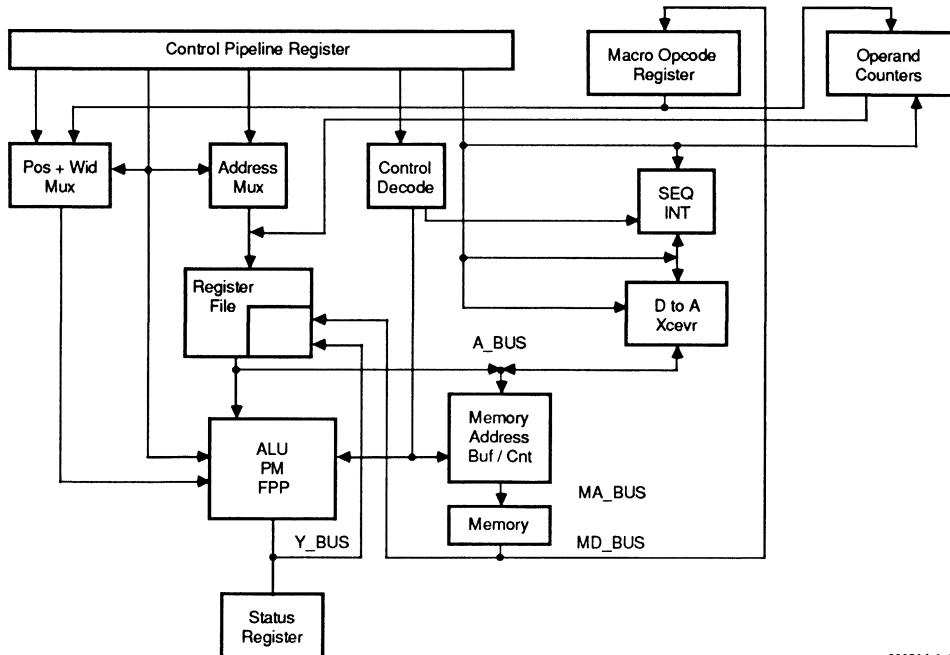 Control Pipeline Register
Macro Opcode
Register
Operand
Counters
Pos + Wid
Mux
Address
Mux
Control
Decode
SEQ
INT
Register
File
D to A
Xcevr
A_BUS
Memory
Address
Buf / Cnt
ALU
PM
FPP
MA_BUS
Memory
Y_BUS
MD_BUS
Status
Register